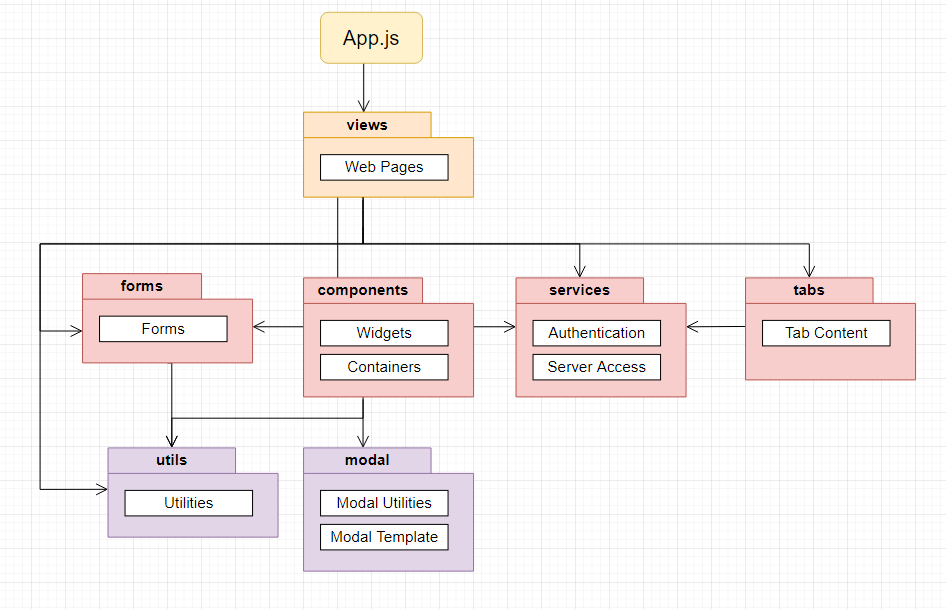 App.js
views
Web Pages
forms
Forms
components
Widgets
Containers
services
Authentication
Server Access
tabs
Tab Content
utils
Utilities
modal
Modal Utilities
Modal Template